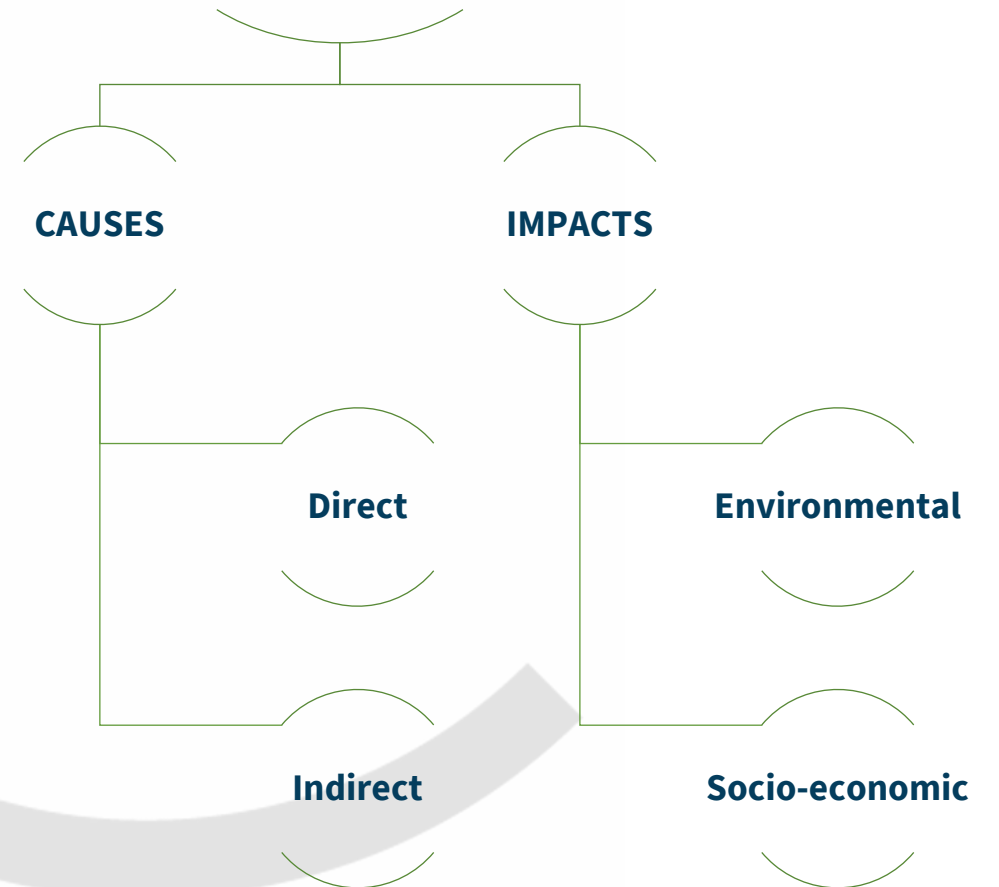 CAUSES
IMPACTS
Direct
Environmental
Indirect
Socio-economic